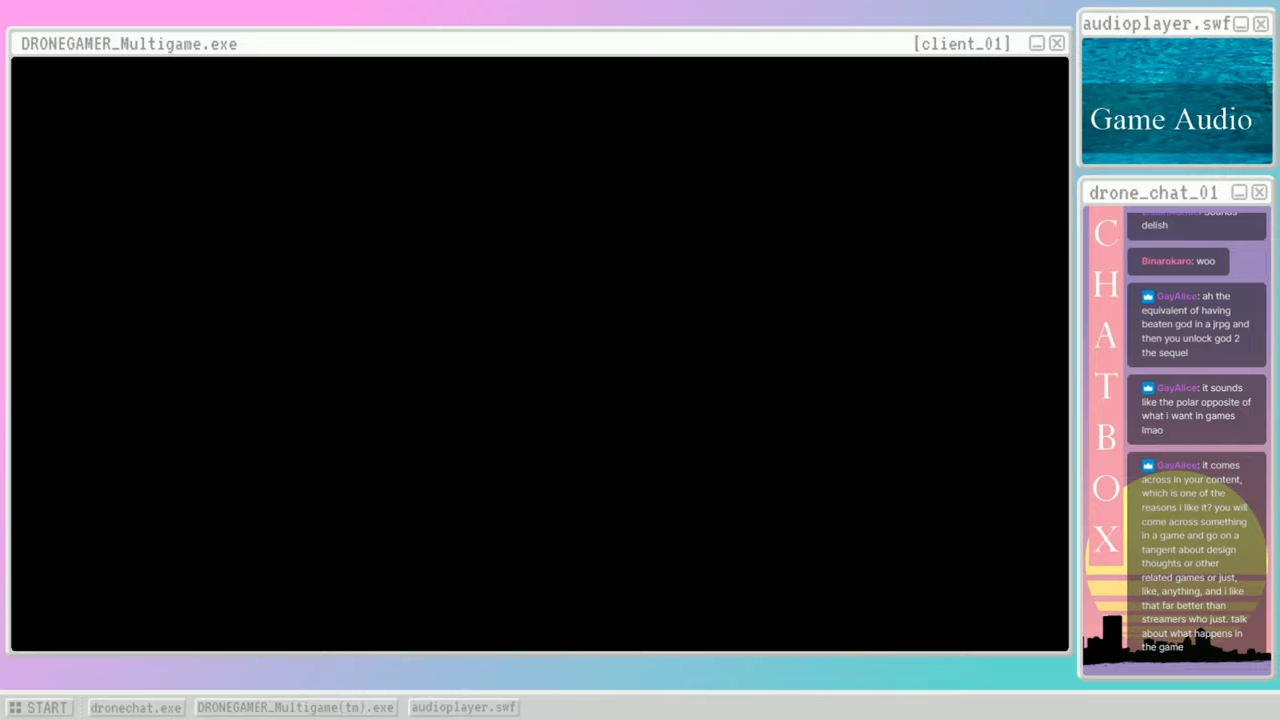 DRONEGAMER_Multigame.exe
[client_01]
audioplayer.swf
Game Audio
drone_chat_01
CHATBOX
sounds
delish
Binarokaro: woo
GayAlice: ah the
equivalent of having
beaten god in a jrpg and
then you unlock god 2
the sequel
GayAlice: it sounds
like the polar opposite of
what i want in games
lmao
GayAlice: it comes
across in your content,
which is one of the
reasons i like it? you will
come across something
in a game and go on a
tangent about design
thoughts or other
related games or just,
like, anything, and i like
that far better than
streamers who just. talk
about what happens in
the game
START
dronechat.exe
DRONEGAMER_Multigame(tm).exe
audioplayer.swf